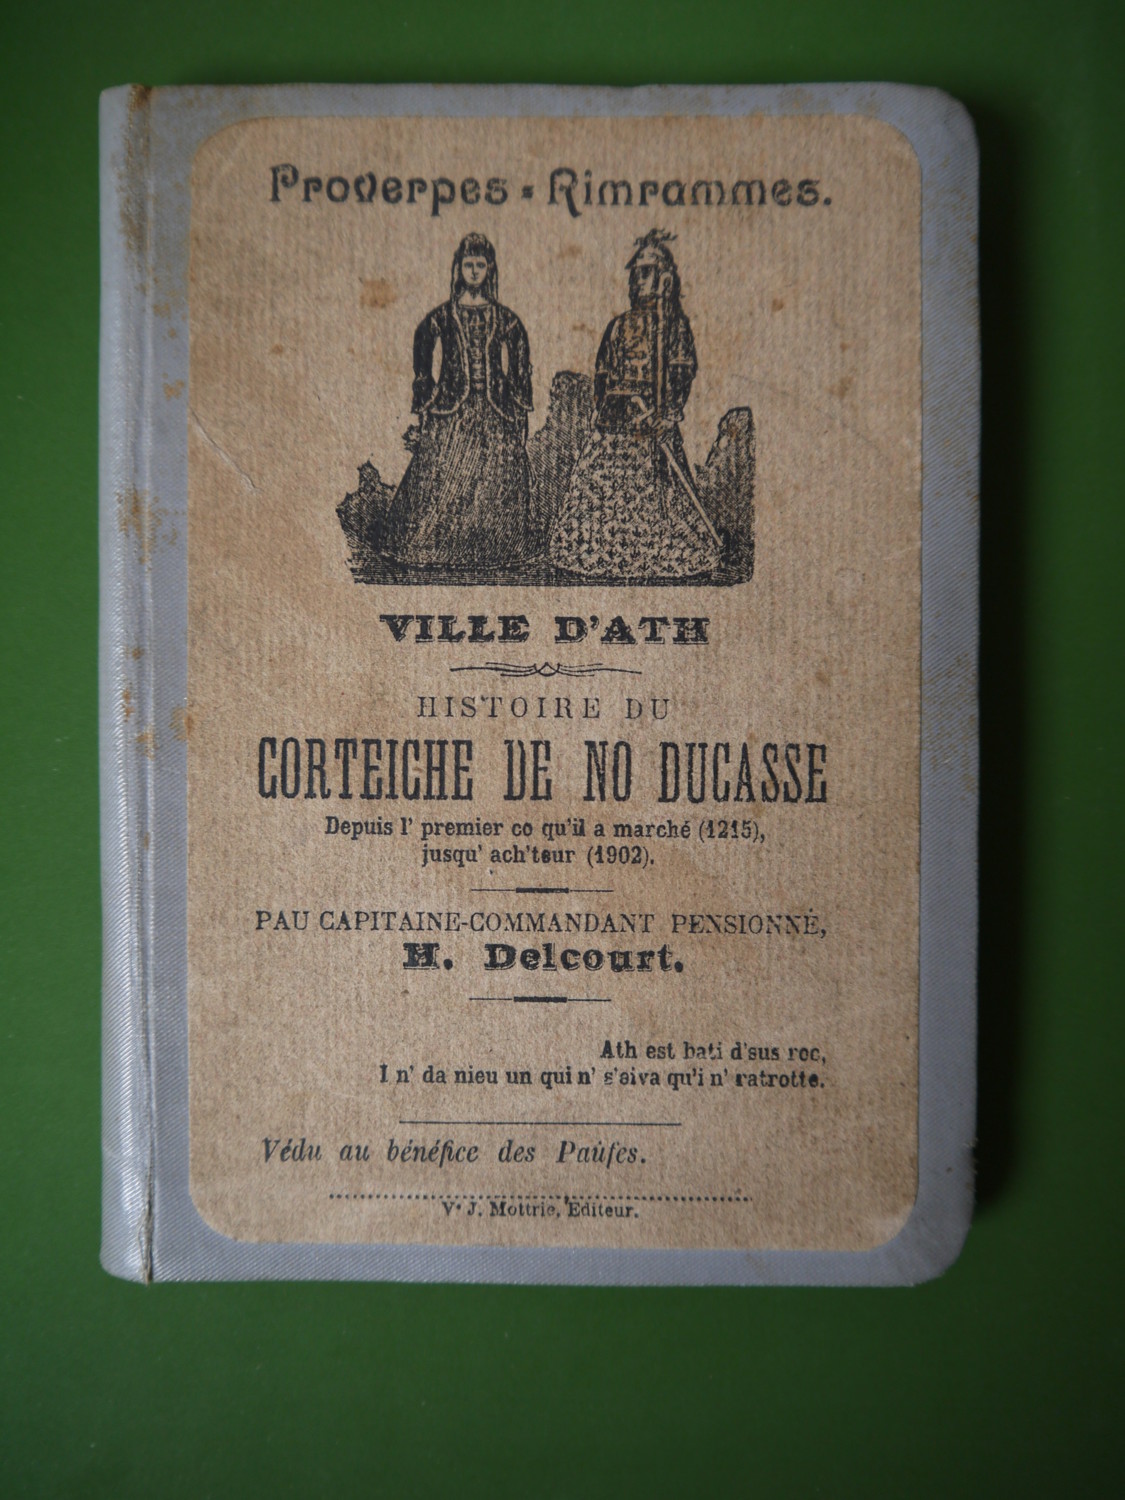 Proverpes - Rimrammes.
VILLE D'ATH
HISTOIRE DU
CORTEICHE DE NO DUCASSE
Depuis l' premier co qu'il a marché (1215),
jusqu' ach'teur (1902).
PAU CAPITAINE-COMMANDANT PENSIONNÉ,
H. Delcourt.
Ath est bati d'sus roc,
I n' da nieu un qui n' s'eiva qu'i n' ratrotte.
Védu au bénéfice des Paûfes.
Vᵉ J. Mottrie, Editeur.